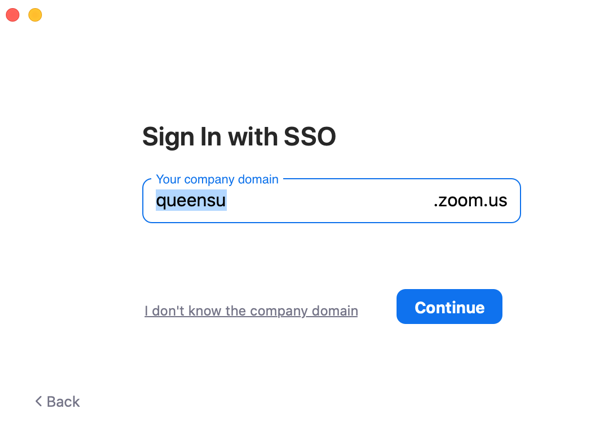 Sign In with SSO
Your company domain
queensu .zoom.us
I don't know the company domain
Continue
Back